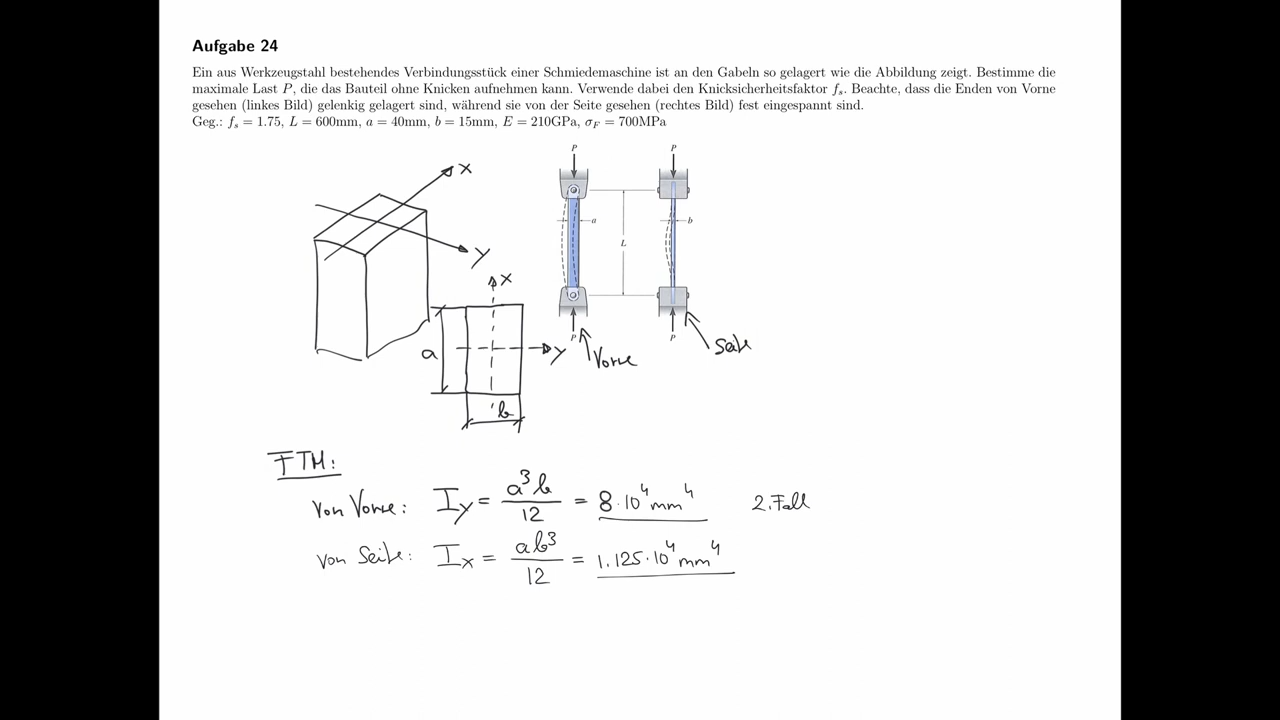 Aufgabe 24
Ein aus Werkzeugstahl bestehendes Verbindungsstück einer Schmiedemaschine ist an den Gabeln so gelagert wie die Abbildung zeigt. Bestimme die
maximale Last P, die das Bauteil ohne Knicken aufnehmen kann. Verwende dabei den Knicksicherheitsfaktor fₛ. Beachte, dass die Enden von Vorne
gesehen (linkes Bild) gelenkig gelagert sind, während sie von der Seite gesehen (rechtes Bild) fest eingespannt sind.
Geg.: fₛ = 1.75, L = 600mm, a = 40mm, b = 15mm, E = 210GPa, σ_F = 700MPa
P P
x
a b
L
y
x
P P
a
y
Vorne
Seite
b
FTM:
von Vorne: I_y = a³b/12 = 8·10⁴ mm⁴ 2. Fall
von Seite: I_x = ab³/12 = 1.125·10⁴ mm⁴